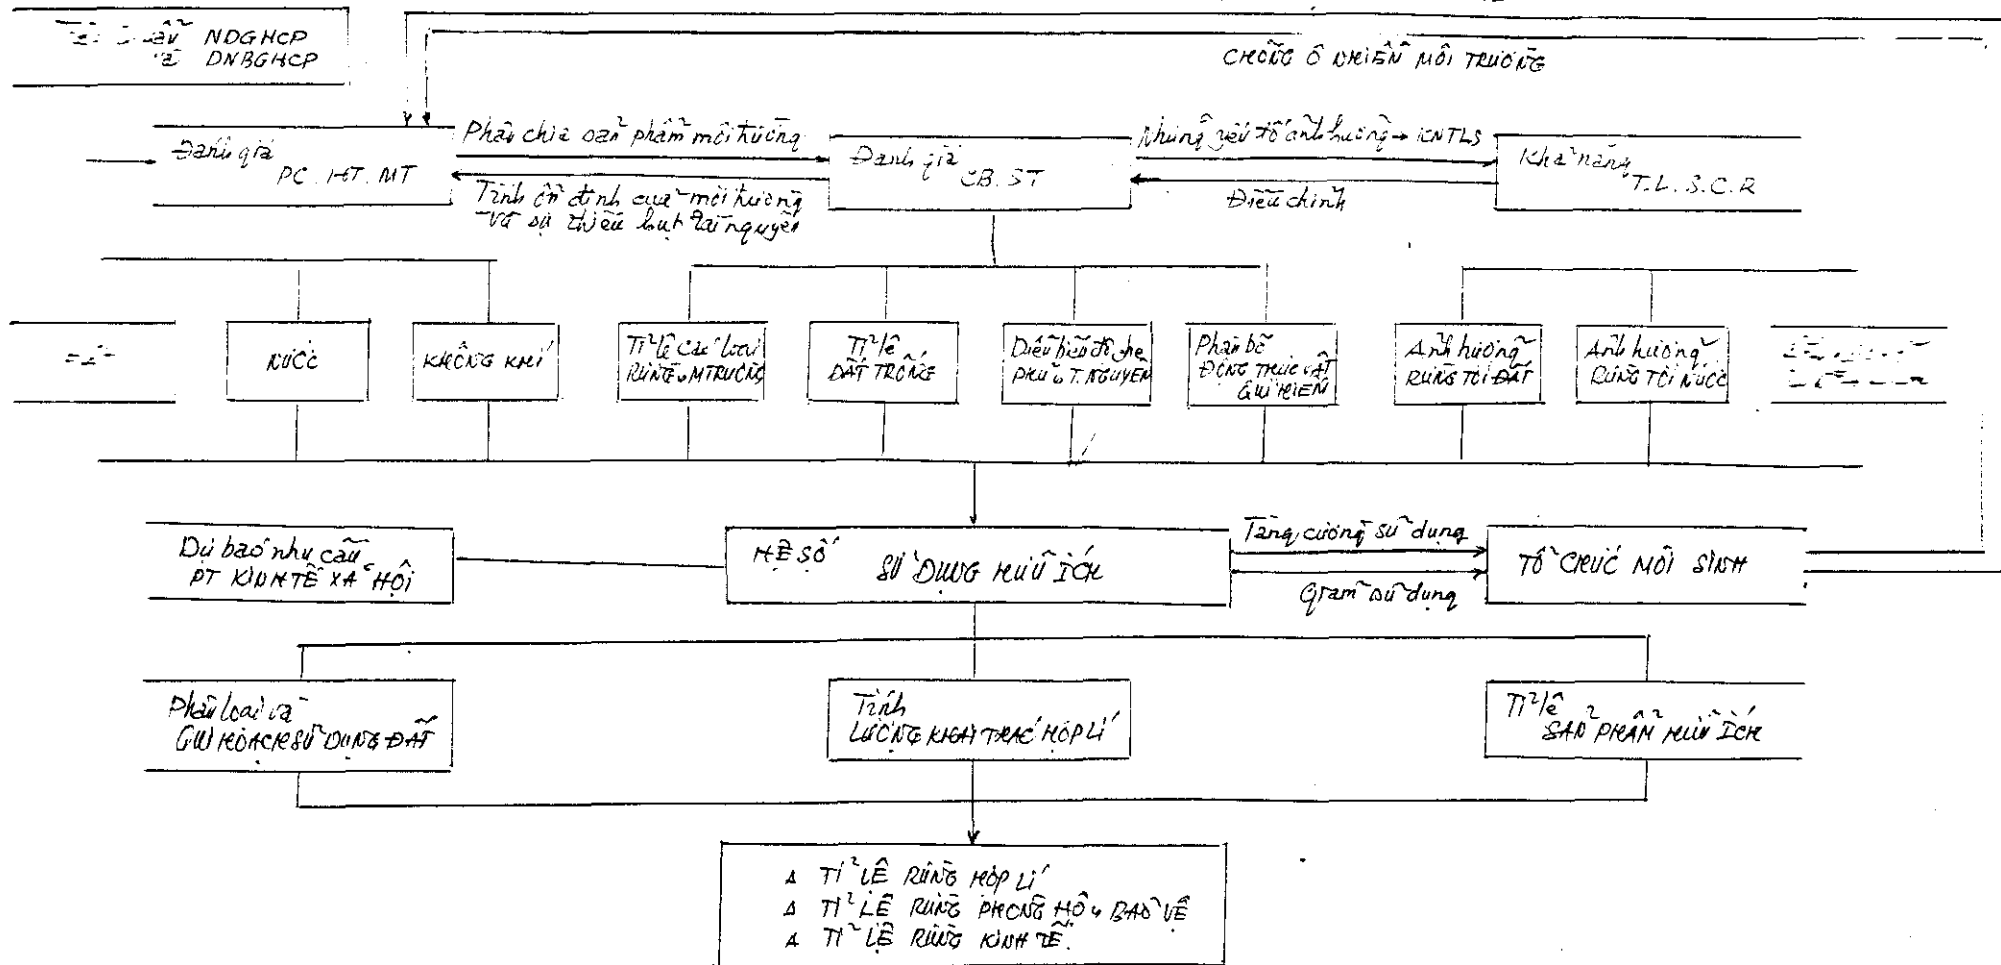 NDGHCP
DNBGHCP
CHỐNG Ô NHIỄM MÔI TRƯỜNG
Đánh giá
PC. HT. MT
Phân chia sản phẩm môi trường
Tính ổn định của môi trường
và sự thiếu hụt tài nguyên
Đánh giá
CB. ST
Những yếu tố ảnh hưởng → KNTLS
Điều chỉnh
Khả năng
T.L.S.C.R
NƯỚC
KHÔNG KHÍ
Tỉ lệ các loại
RỪNG MTRƯỜNG
Tỉ lệ
ĐẤT TRỐNG
Diễn biến độ che
PHỦ T. NGUYÊN
Phân bố
ĐỘNG THỰC VẬT
QUÍ HIẾM
Ảnh hưởng
RỪNG TỚI ĐẤT
Ảnh hưởng
RỪNG TỚI NƯỚC
Dự báo nhu cầu
PT KINH TẾ XÃ HỘI
HỆ SỐ
SỬ DỤNG HỮU ÍCH
Tăng cường sử dụng
Giảm sử dụng
TỔ CHỨC MÔI SINH
Phân loại và
QUI HOẠCH SỬ DỤNG ĐẤT
Tính
LƯỢNG KHAI THÁC HỢP LÍ
Tỉ lệ
SẢN PHẨM HỮU ÍCH
Δ TỈ LỆ RỪNG HỢP LÍ
Δ TỈ LỆ RỪNG PHÒNG HỘ BẢO VỆ
Δ TỈ LỆ RỪNG KINH TẾ.